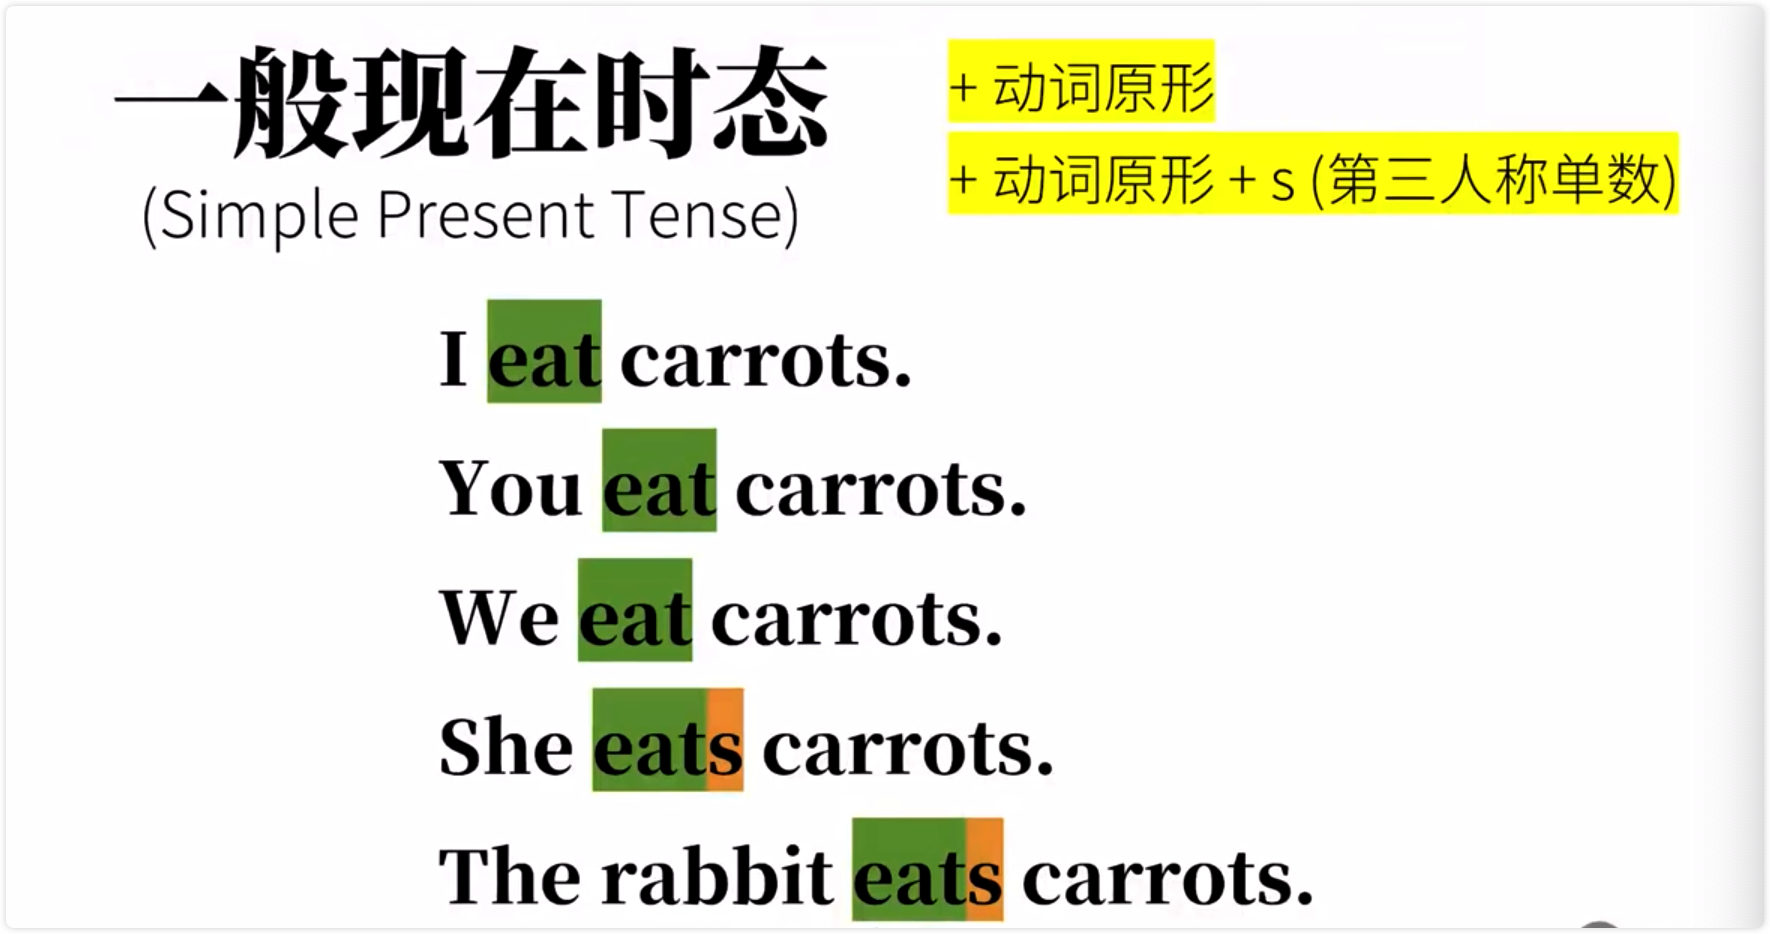 一般现在时态
(Simple Present Tense)
+ 动词原形
+ 动词原形 + s (第三人称单数)
I eat carrots.
You eat carrots.
We eat carrots.
She eats carrots.
The rabbit eats carrots.